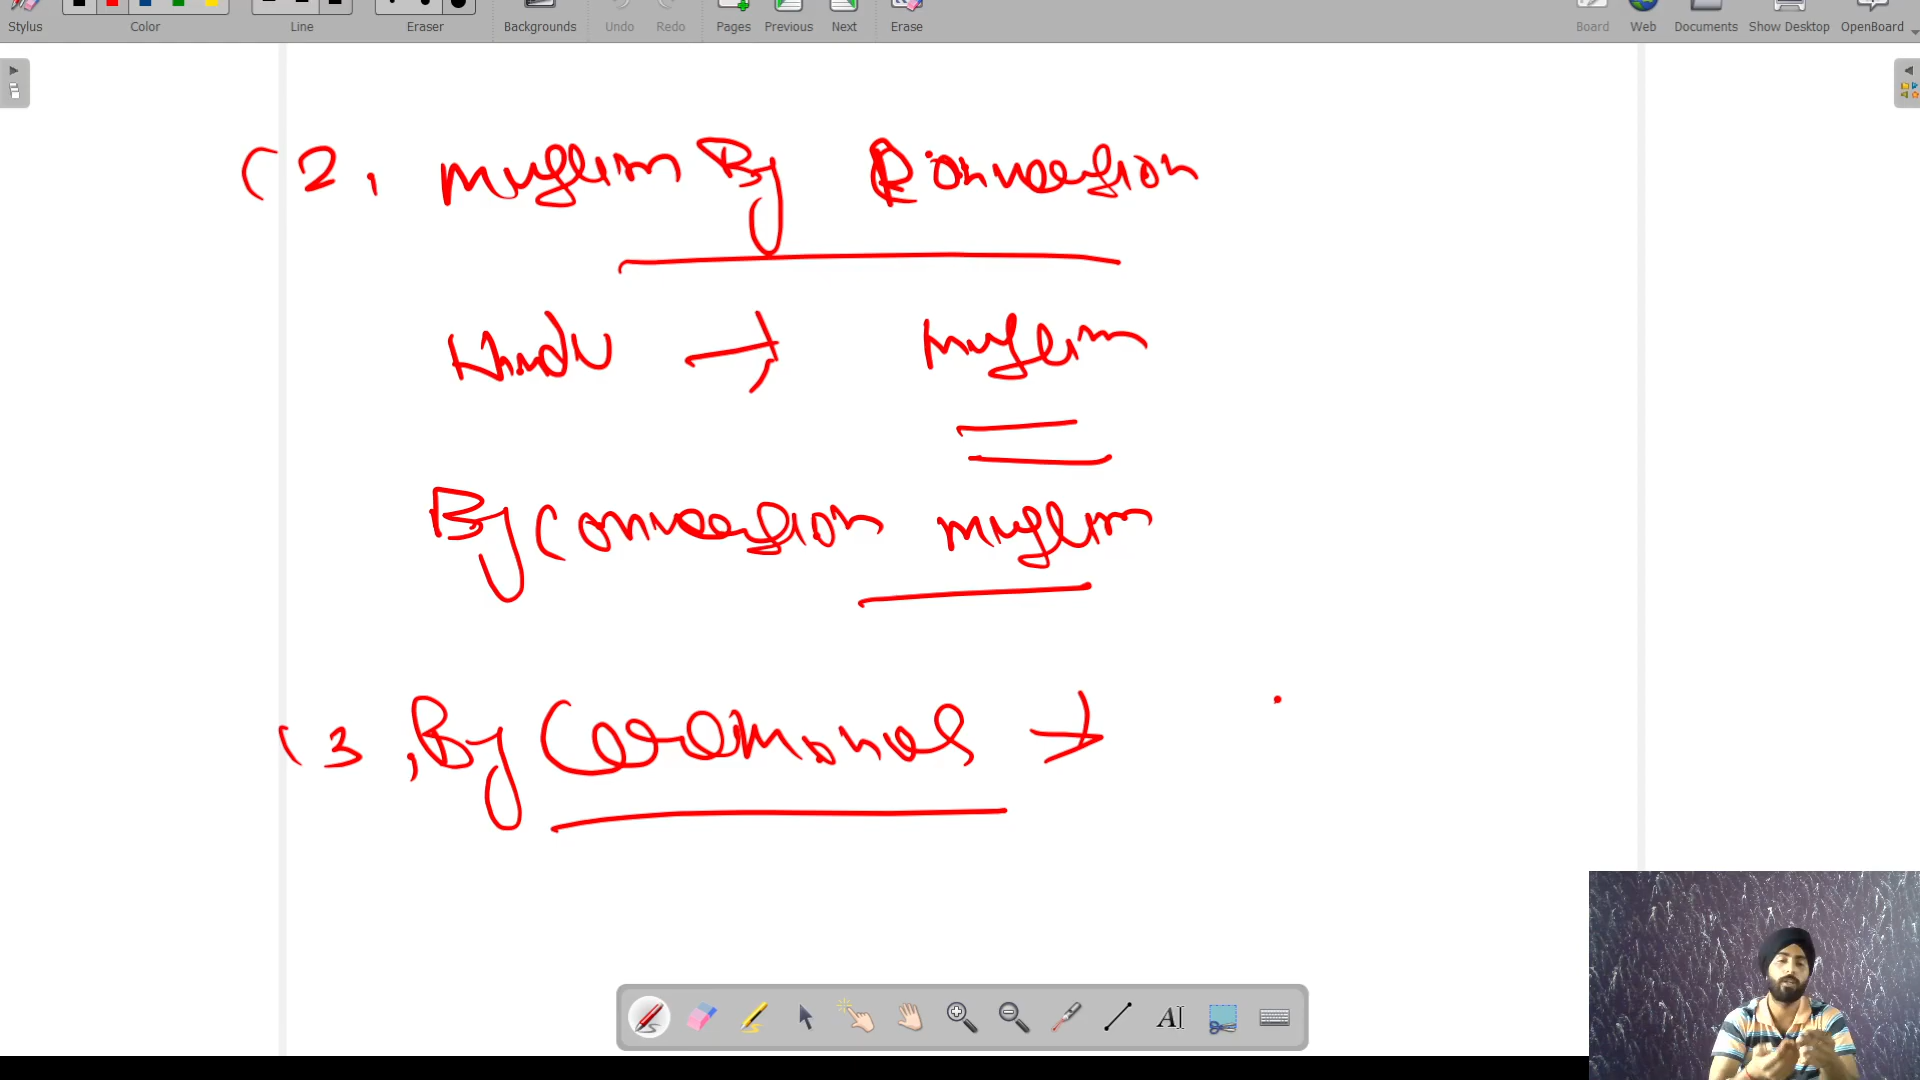 Stylus Color Line Eraser Backgrounds Undo Redo Pages Previous Next Erase Board Web Documents Show Desktop OpenBoard
(2, Muslim By Conversion
Hindu → Muslim
By Conversion Muslim
(3, By Ceremones →